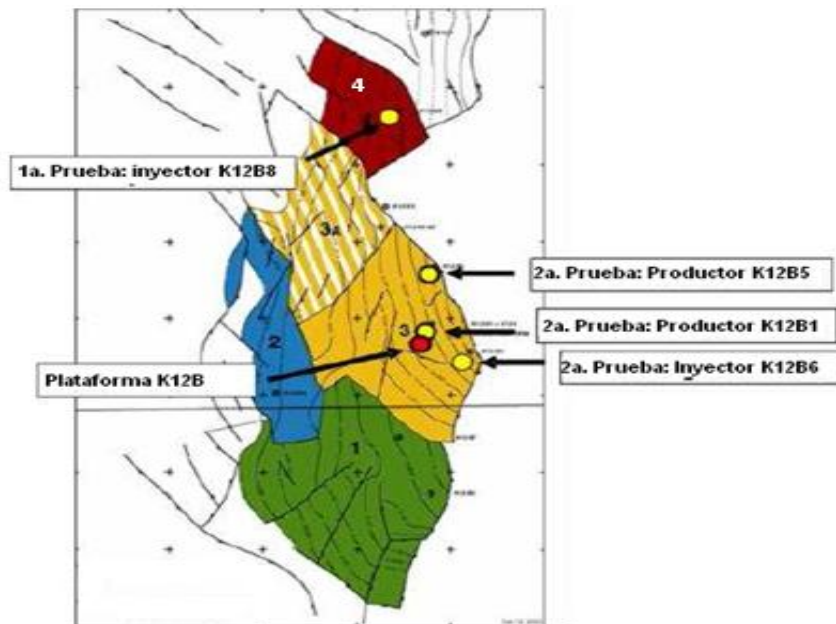 4
1a. Prueba: inyector K12B8
3A
2a. Prueba: Productor K12B5
3
2a. Prueba: Productor K12B1
2
Plataforma K12B
2a. Prueba: Inyector K12B6
1